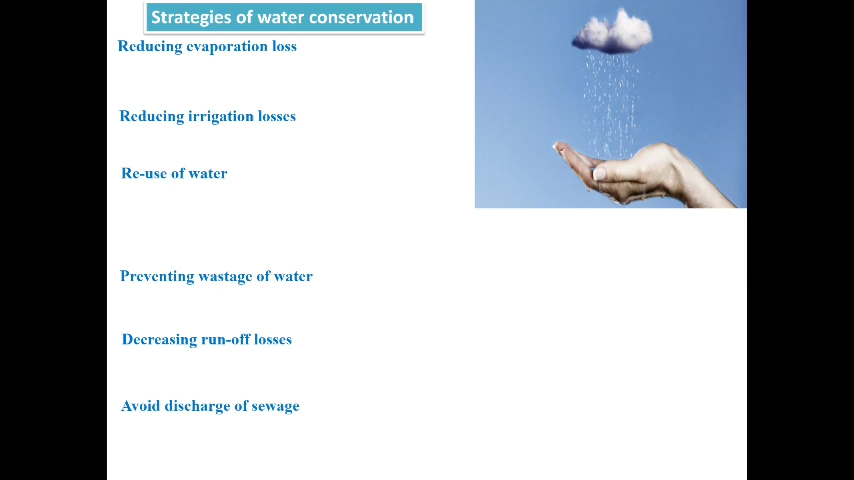 Strategies of water conservation
Reducing evaporation loss
Reducing irrigation losses
Re-use of water
Preventing wastage of water
Decreasing run-off losses
Avoid discharge of sewage